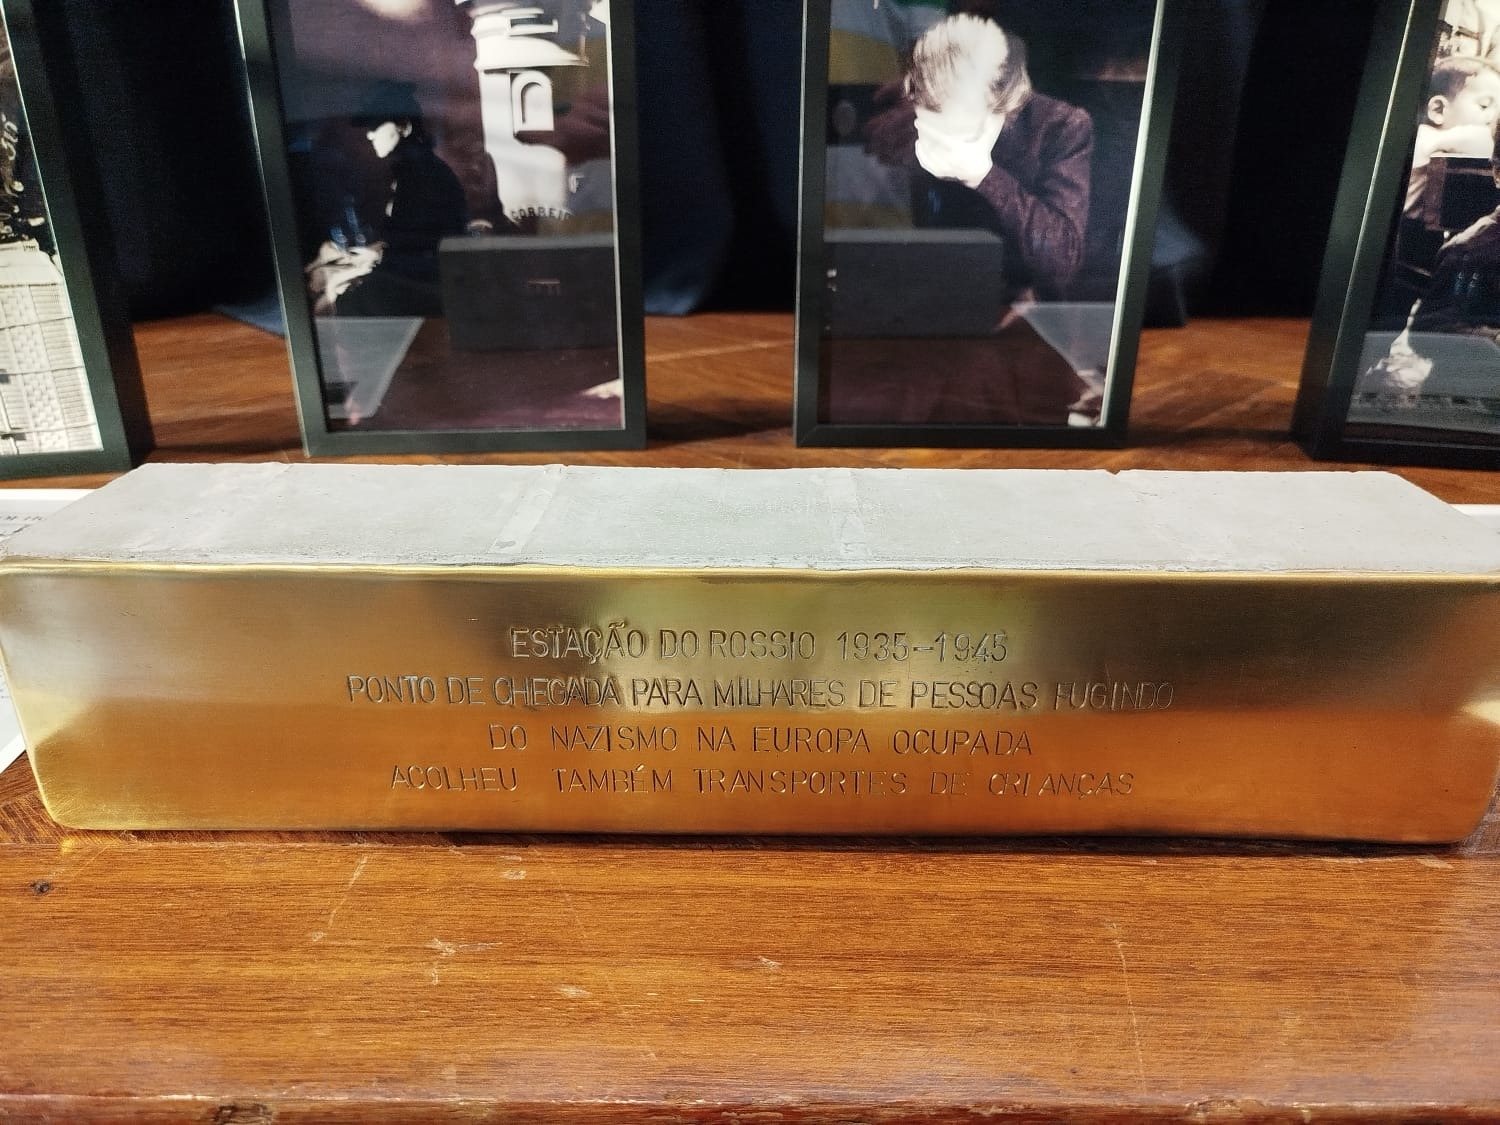 CORREIO
ESTAÇÃO DO ROSSIO 1935-1945
PONTO DE CHEGADA PARA MILHARES DE PESSOAS FUGINDO
DO NAZISMO NA EUROPA OCUPADA
ACOLHEU TAMBÉM TRANSPORTES DE CRIANÇAS